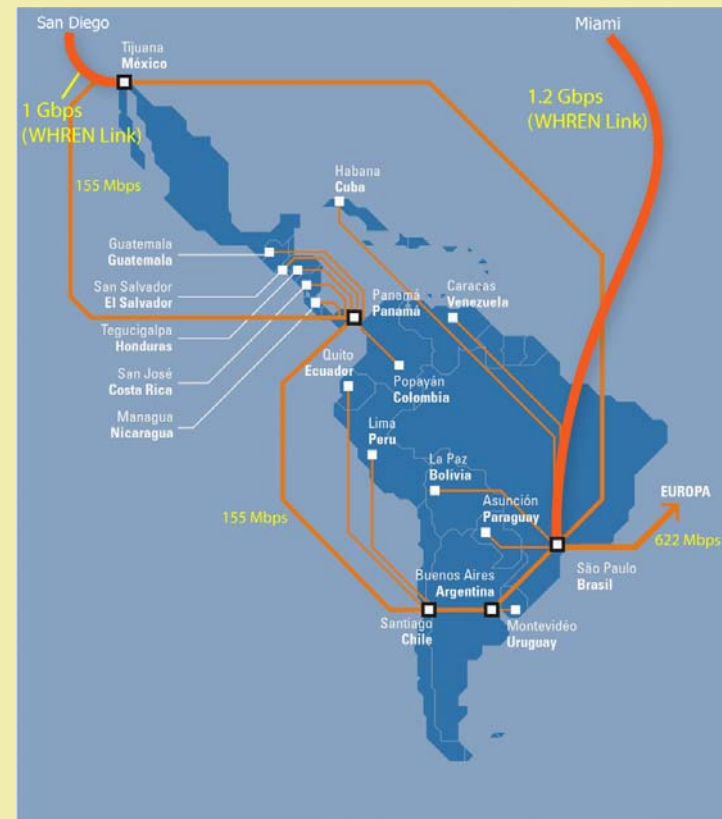 San Diego
Miami
Tijuana
México
1 Gbps
(WHREN Link)
1.2 Gbps
(WHREN Link)
155 Mbps
Habana
Cuba
Guatemala
Guatemala
San Salvador
El Salvador
Tegucigalpa
Honduras
San José
Costa Rica
Managua
Nicaragua
Panamá
Panamá
Caracas
Venezuela
Quito
Ecuador
Popayán
Colombia
Lima
Peru
La Paz
Bolivia
Asunción
Paraguay
EUROPA
155 Mbps
622 Mbps
Buenos Aires
Argentina
São Paulo
Brasil
Santiago
Chile
Montevidéo
Uruguay